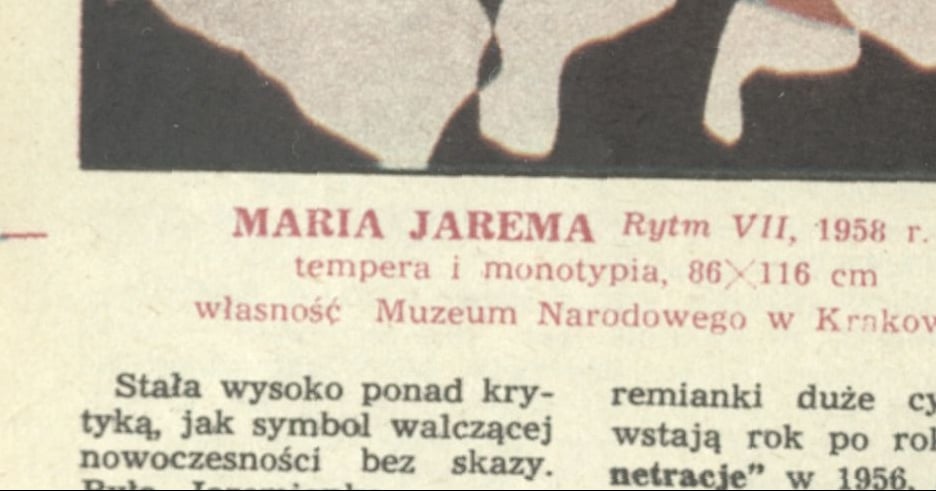 MARIA JAREMA Rytm VII, 1958 r.
tempera i monotypia, 86×116 cm
własność Muzeum Narodowego w
Stała wysoko ponad kry-
tyką, jak symbol walczącej
nowoczesności bez skazy.
remianki duże
wstają rok po
netracje” w 1956,